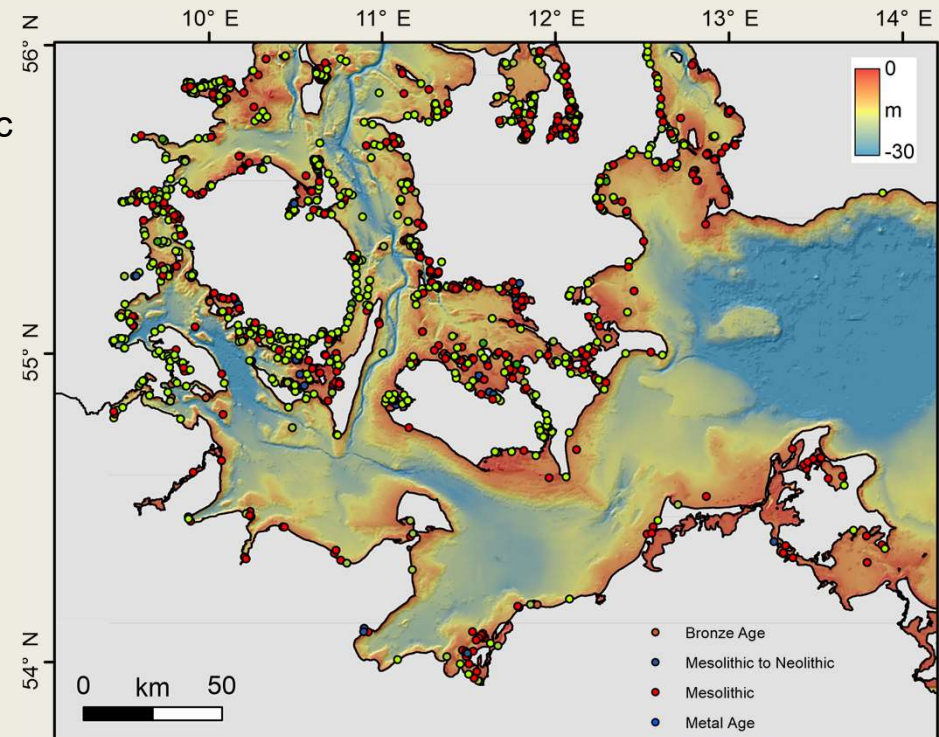 10° E 11° E 12° E 13° E 14° E
56° N
c
0
m
-30
55° N
54° N
0 km 50
Bronze Age
Mesolithic to Neolithic
Mesolithic
Metal Age